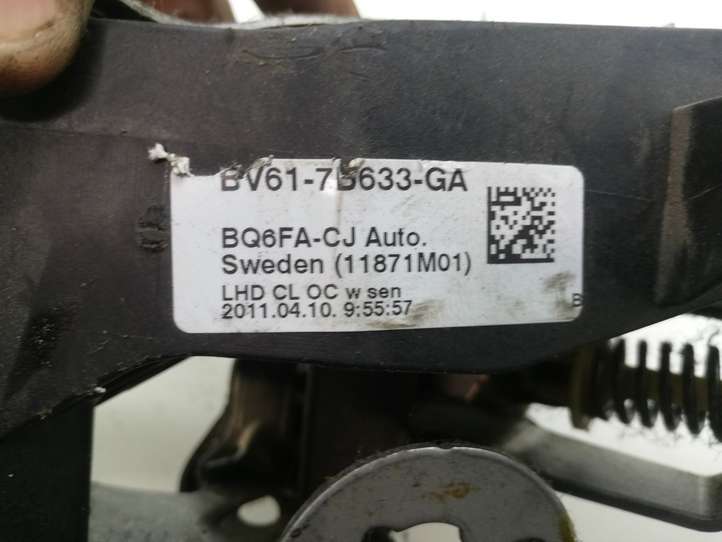 BV61-7B633-GA
BQ6FA-CJ Auto.
Sweden (11871M01)
LHD CL OC w sen
2011.04.10. 9:55:57
B